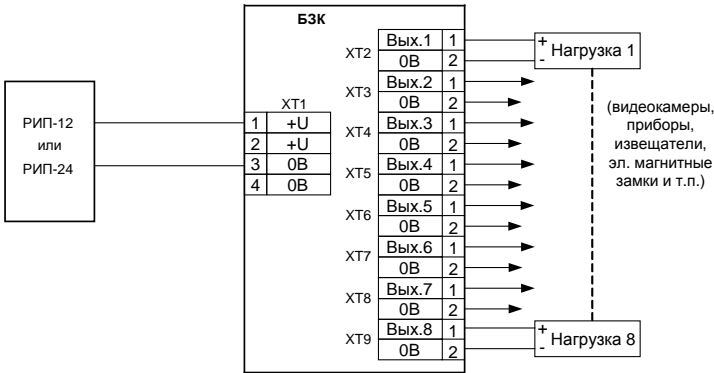 БЗК
РИП-12
или
РИП-24
XT1
1 +U
2 +U
3 0В
4 0В
XT2
Вых.1 1
0В 2
XT3
Вых.2 1
0В 2
XT4
Вых.3 1
0В 2
XT5
Вых.4 1
0В 2
XT6
Вых.5 1
0В 2
XT7
Вых.6 1
0В 2
XT8
Вых.7 1
0В 2
XT9
Вых.8 1
0В 2
+
- Нагрузка 1
(видеокамеры,
приборы,
извещатели,
эл. магнитные
замки и т.п.)
+
- Нагрузка 8